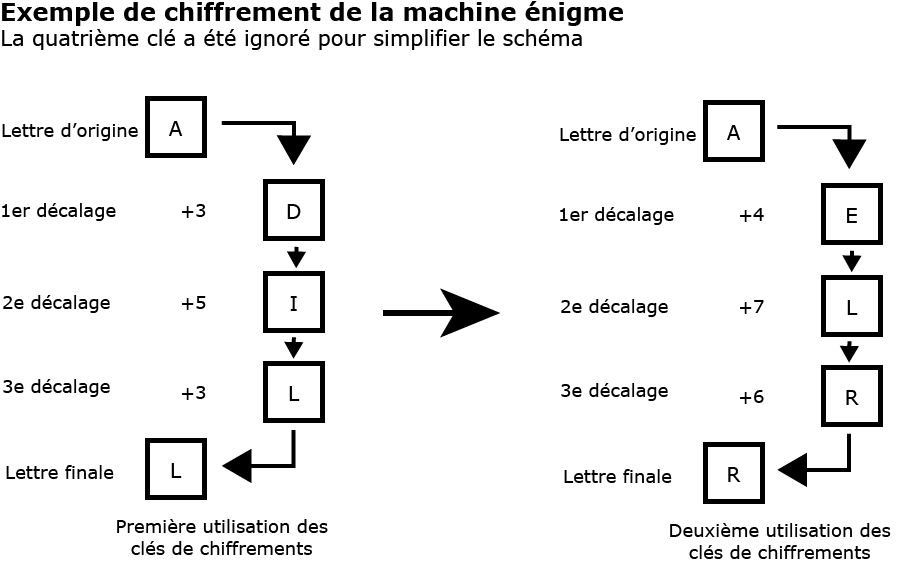 Exemple de chiffrement de la machine énigme
La quatrième clé a été ignoré pour simplifier le schéma
Lettre d’origine
A
1er décalage
+3
D
2e décalage
+5
I
3e décalage
+3
L
Lettre finale
L
Première utilisation des
clés de chiffrements
Lettre d’origine
A
1er décalage
+4
E
2e décalage
+7
L
3e décalage
+6
R
Lettre finale
R
Deuxième utilisation des
clés de chiffrements